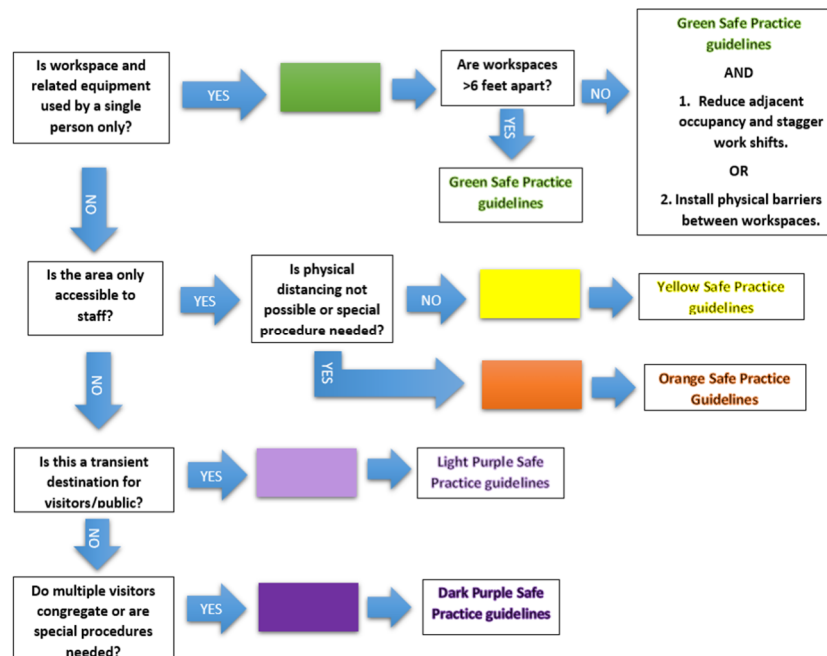 Is workspace and
related equipment
used by a single
person only?
YES
Are workspaces
>6 feet apart?
NO
Green Safe Practice
guidelines
AND
1. Reduce adjacent
occupancy and stagger
work shifts.
OR
2. Install physical barriers
between workspaces.
YES
Green Safe Practice
guidelines
NO
Is the area only
accessible to
staff?
YES
Is physical
distancing not
possible or special
procedure needed?
NO
Yellow Safe Practice
guidelines
YES
Orange Safe Practice
Guidelines
NO
Is this a transient
destination for
visitors/public?
YES
Light Purple Safe
Practice guidelines
NO
Do multiple visitors
congregate or are
special procedures
needed?
YES
Dark Purple Safe
Practice guidelines